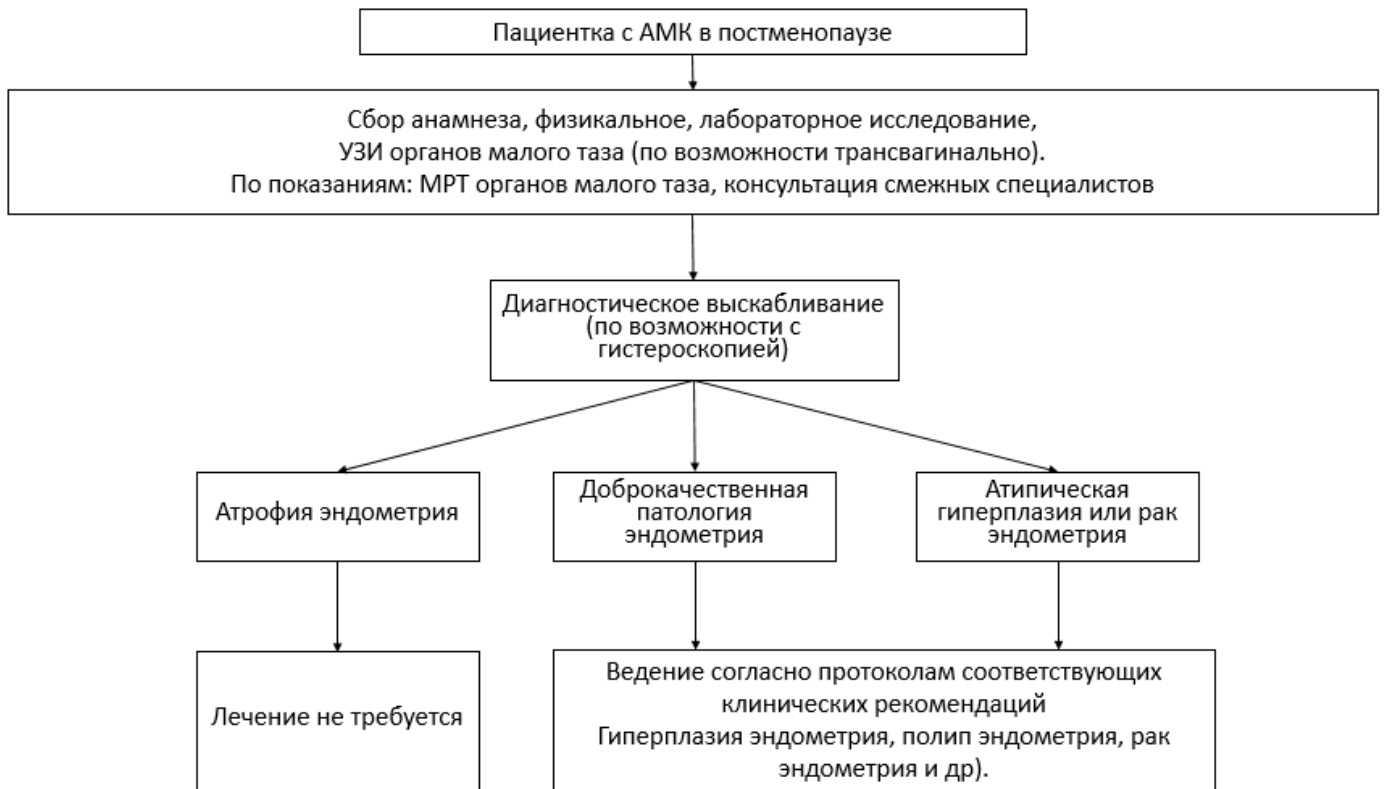 Пациентка с АМК в постменопаузе
Сбор анамнеза, физикальное, лабораторное исследование,
УЗИ органов малого таза (по возможности трансвагинально).
По показаниям: МРТ органов малого таза, консультация смежных специалистов
Диагностическое выскабливание
(по возможности с
гистероскопией)
Атрофия эндометрия
Доброкачественная
патология
эндометрия
Атипическая
гиперплазия или рак
эндометрия
Лечение не требуется
Ведение согласно протоколам соответствующих
клинических рекомендаций
Гиперплазия эндометрия, полип эндометрия, рак
эндометрия и др).